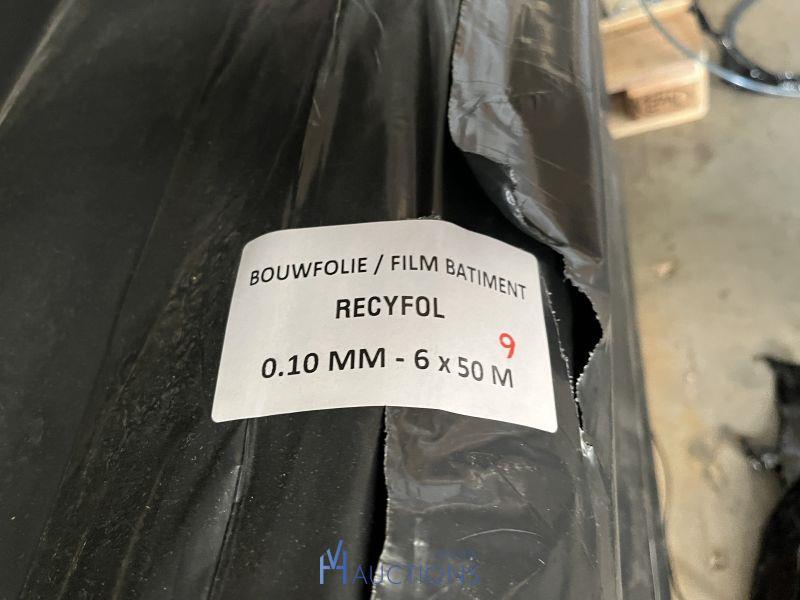 BOUWFOLIE / FILM BATIMENT
RECYFOL
9
0.10 MM - 6 x 50 M
AUCTIONS